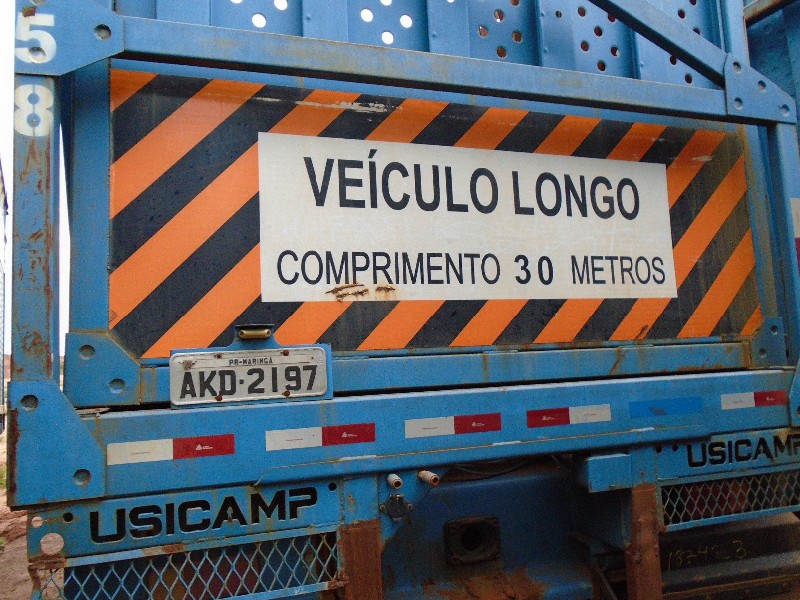 58
VEÍCULO LONGO
COMPRIMENTO 30 METROS
PR-MARINGÁ
AKD-2197
USICAMP
USICAMP